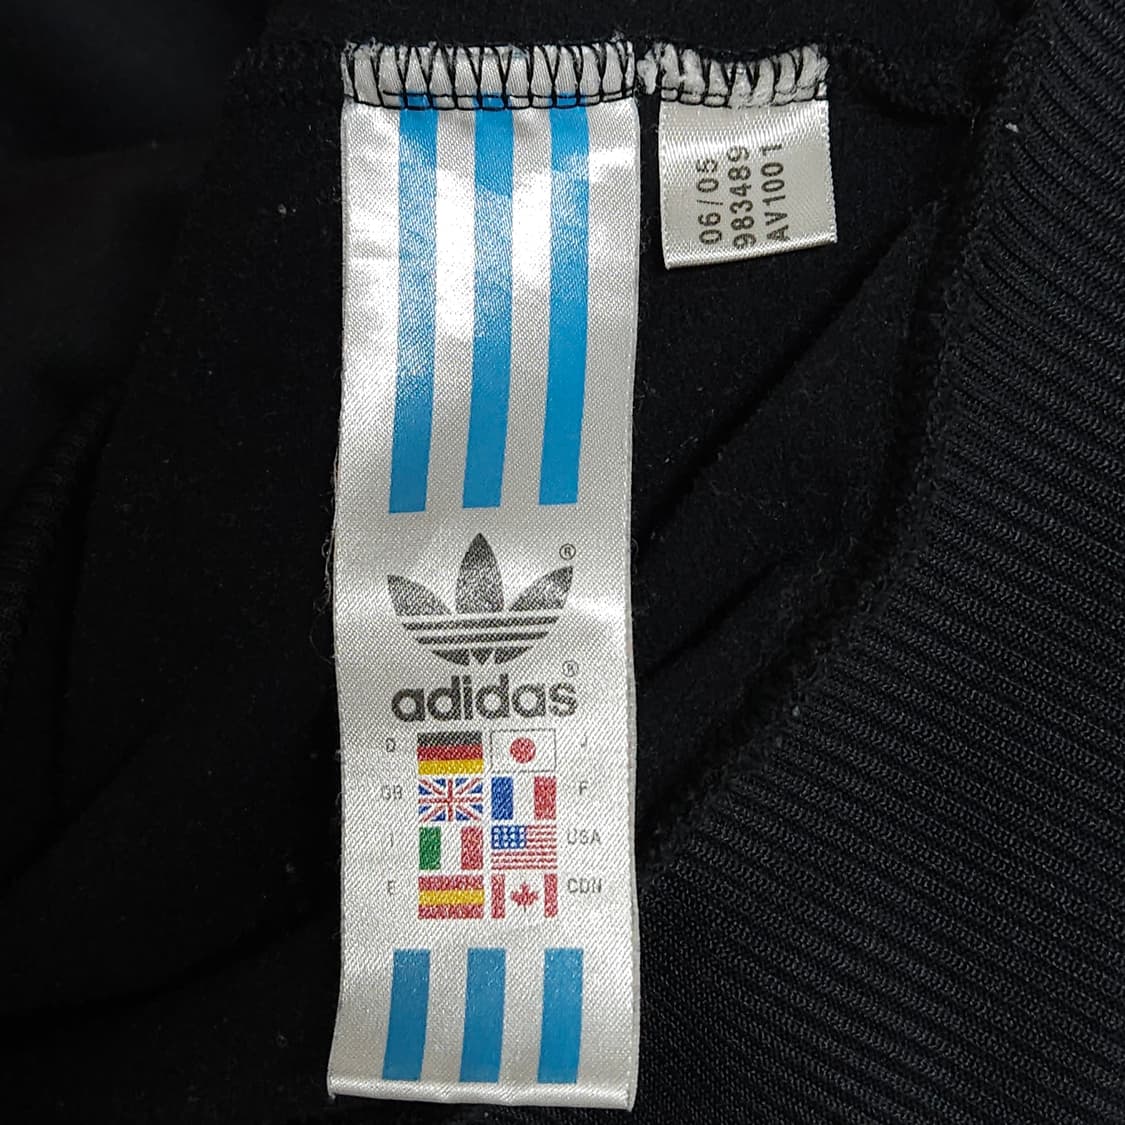 ®
adidas®
D J
GB F
I USA
E CDN
06/05
983489
AV1001